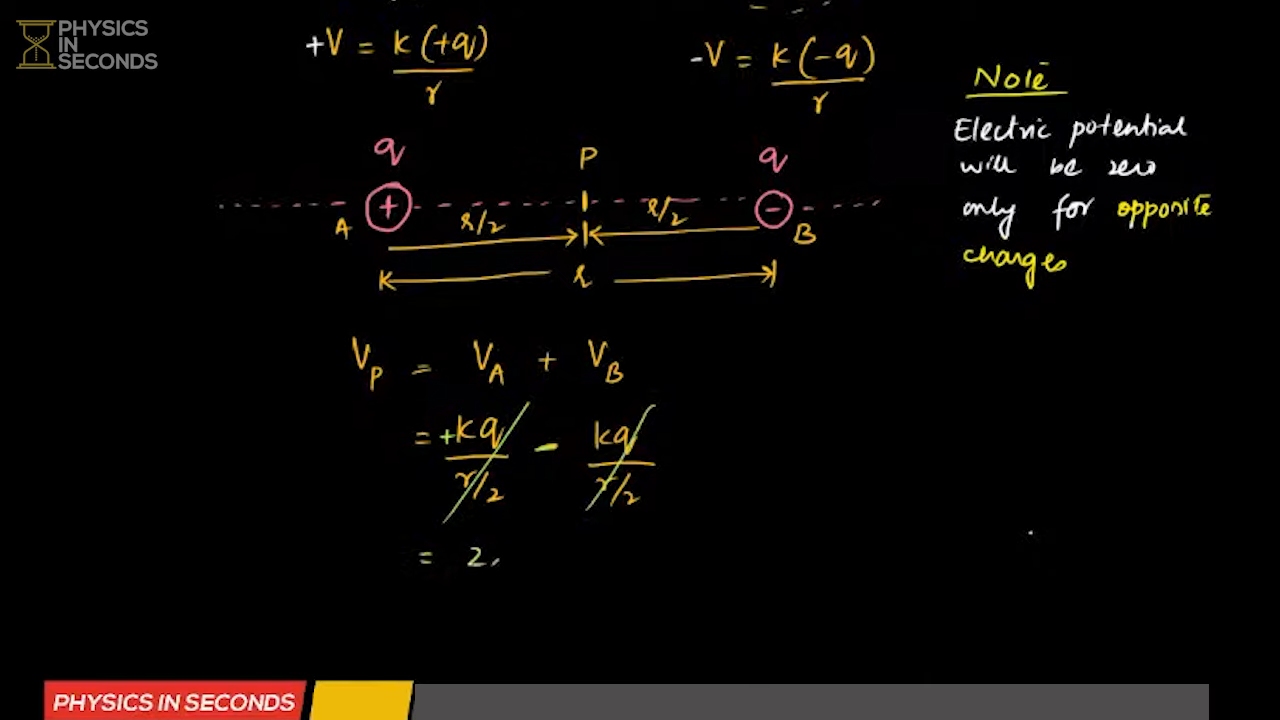 PHYSICS
IN
SECONDS
+V = k(+q)/r
-V = k(-q)/r
Note
Electric potential
will be zero
only for opposite
charges
q P q
+ -
A r/2 r/2 B
r
V_P = V_A + V_B
= +kq/r/2 - kq/r/2
= 2
PHYSICS IN SECONDS